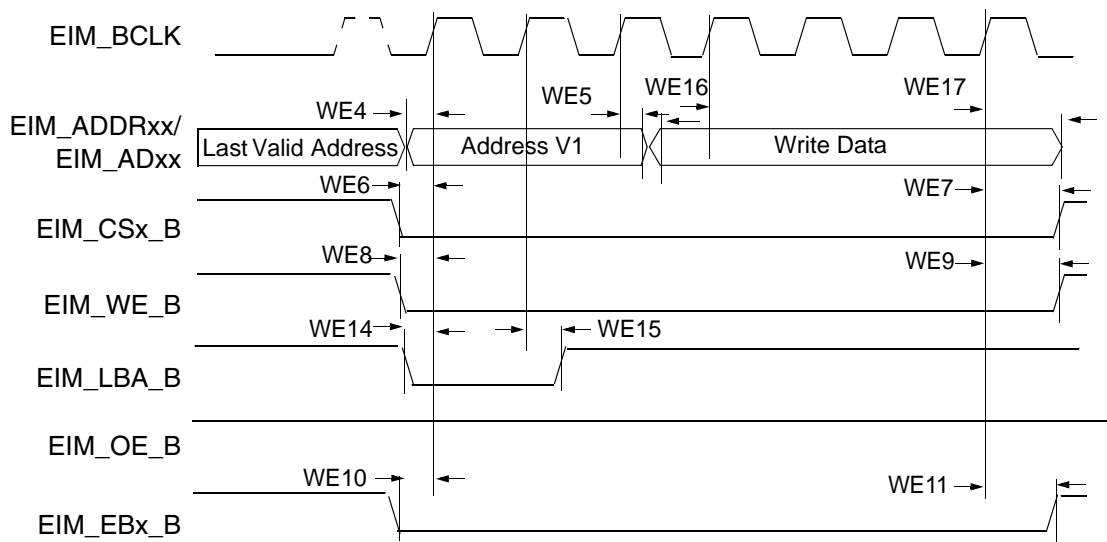 EIM_BCLK
WE16
WE5
WE17
WE4
EIM_ADDRxx/
EIM_ADxx
Last Valid Address
Address V1
Write Data
WE6
WE7
EIM_CSx_B
WE8
WE9
EIM_WE_B
WE14
WE15
EIM_LBA_B
EIM_OE_B
WE10
WE11
EIM_EBx_B